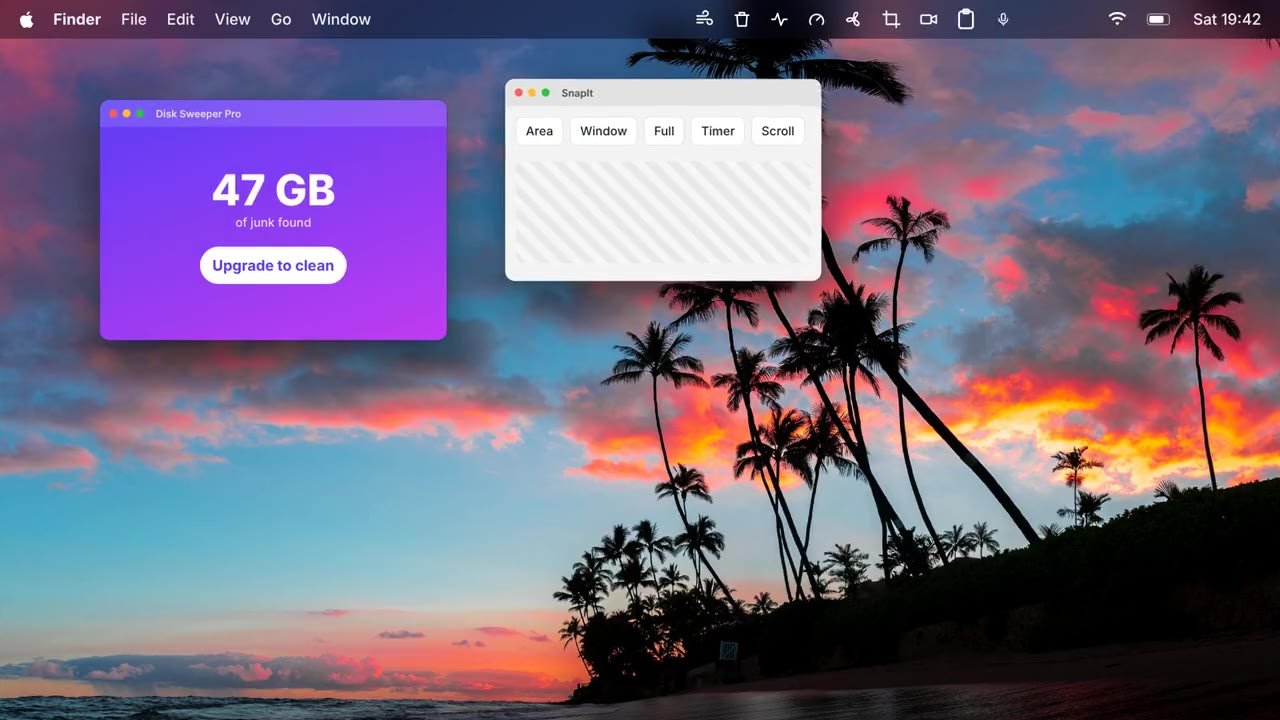 Finder File Edit View Go Window Sat 19:42
Disk Sweeper Pro
47 GB
of junk found
Upgrade to clean
SnapIt
Area Window Full Timer Scroll